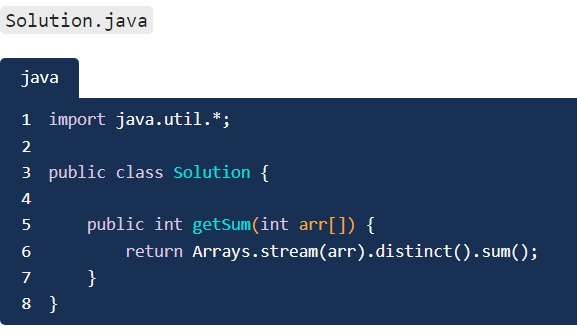 Solution.java
java
1 import java.util.*;
2
3 public class Solution {
4
5     public int getSum(int arr[]) {
6         return Arrays.stream(arr).distinct().sum();
7     }
8 }